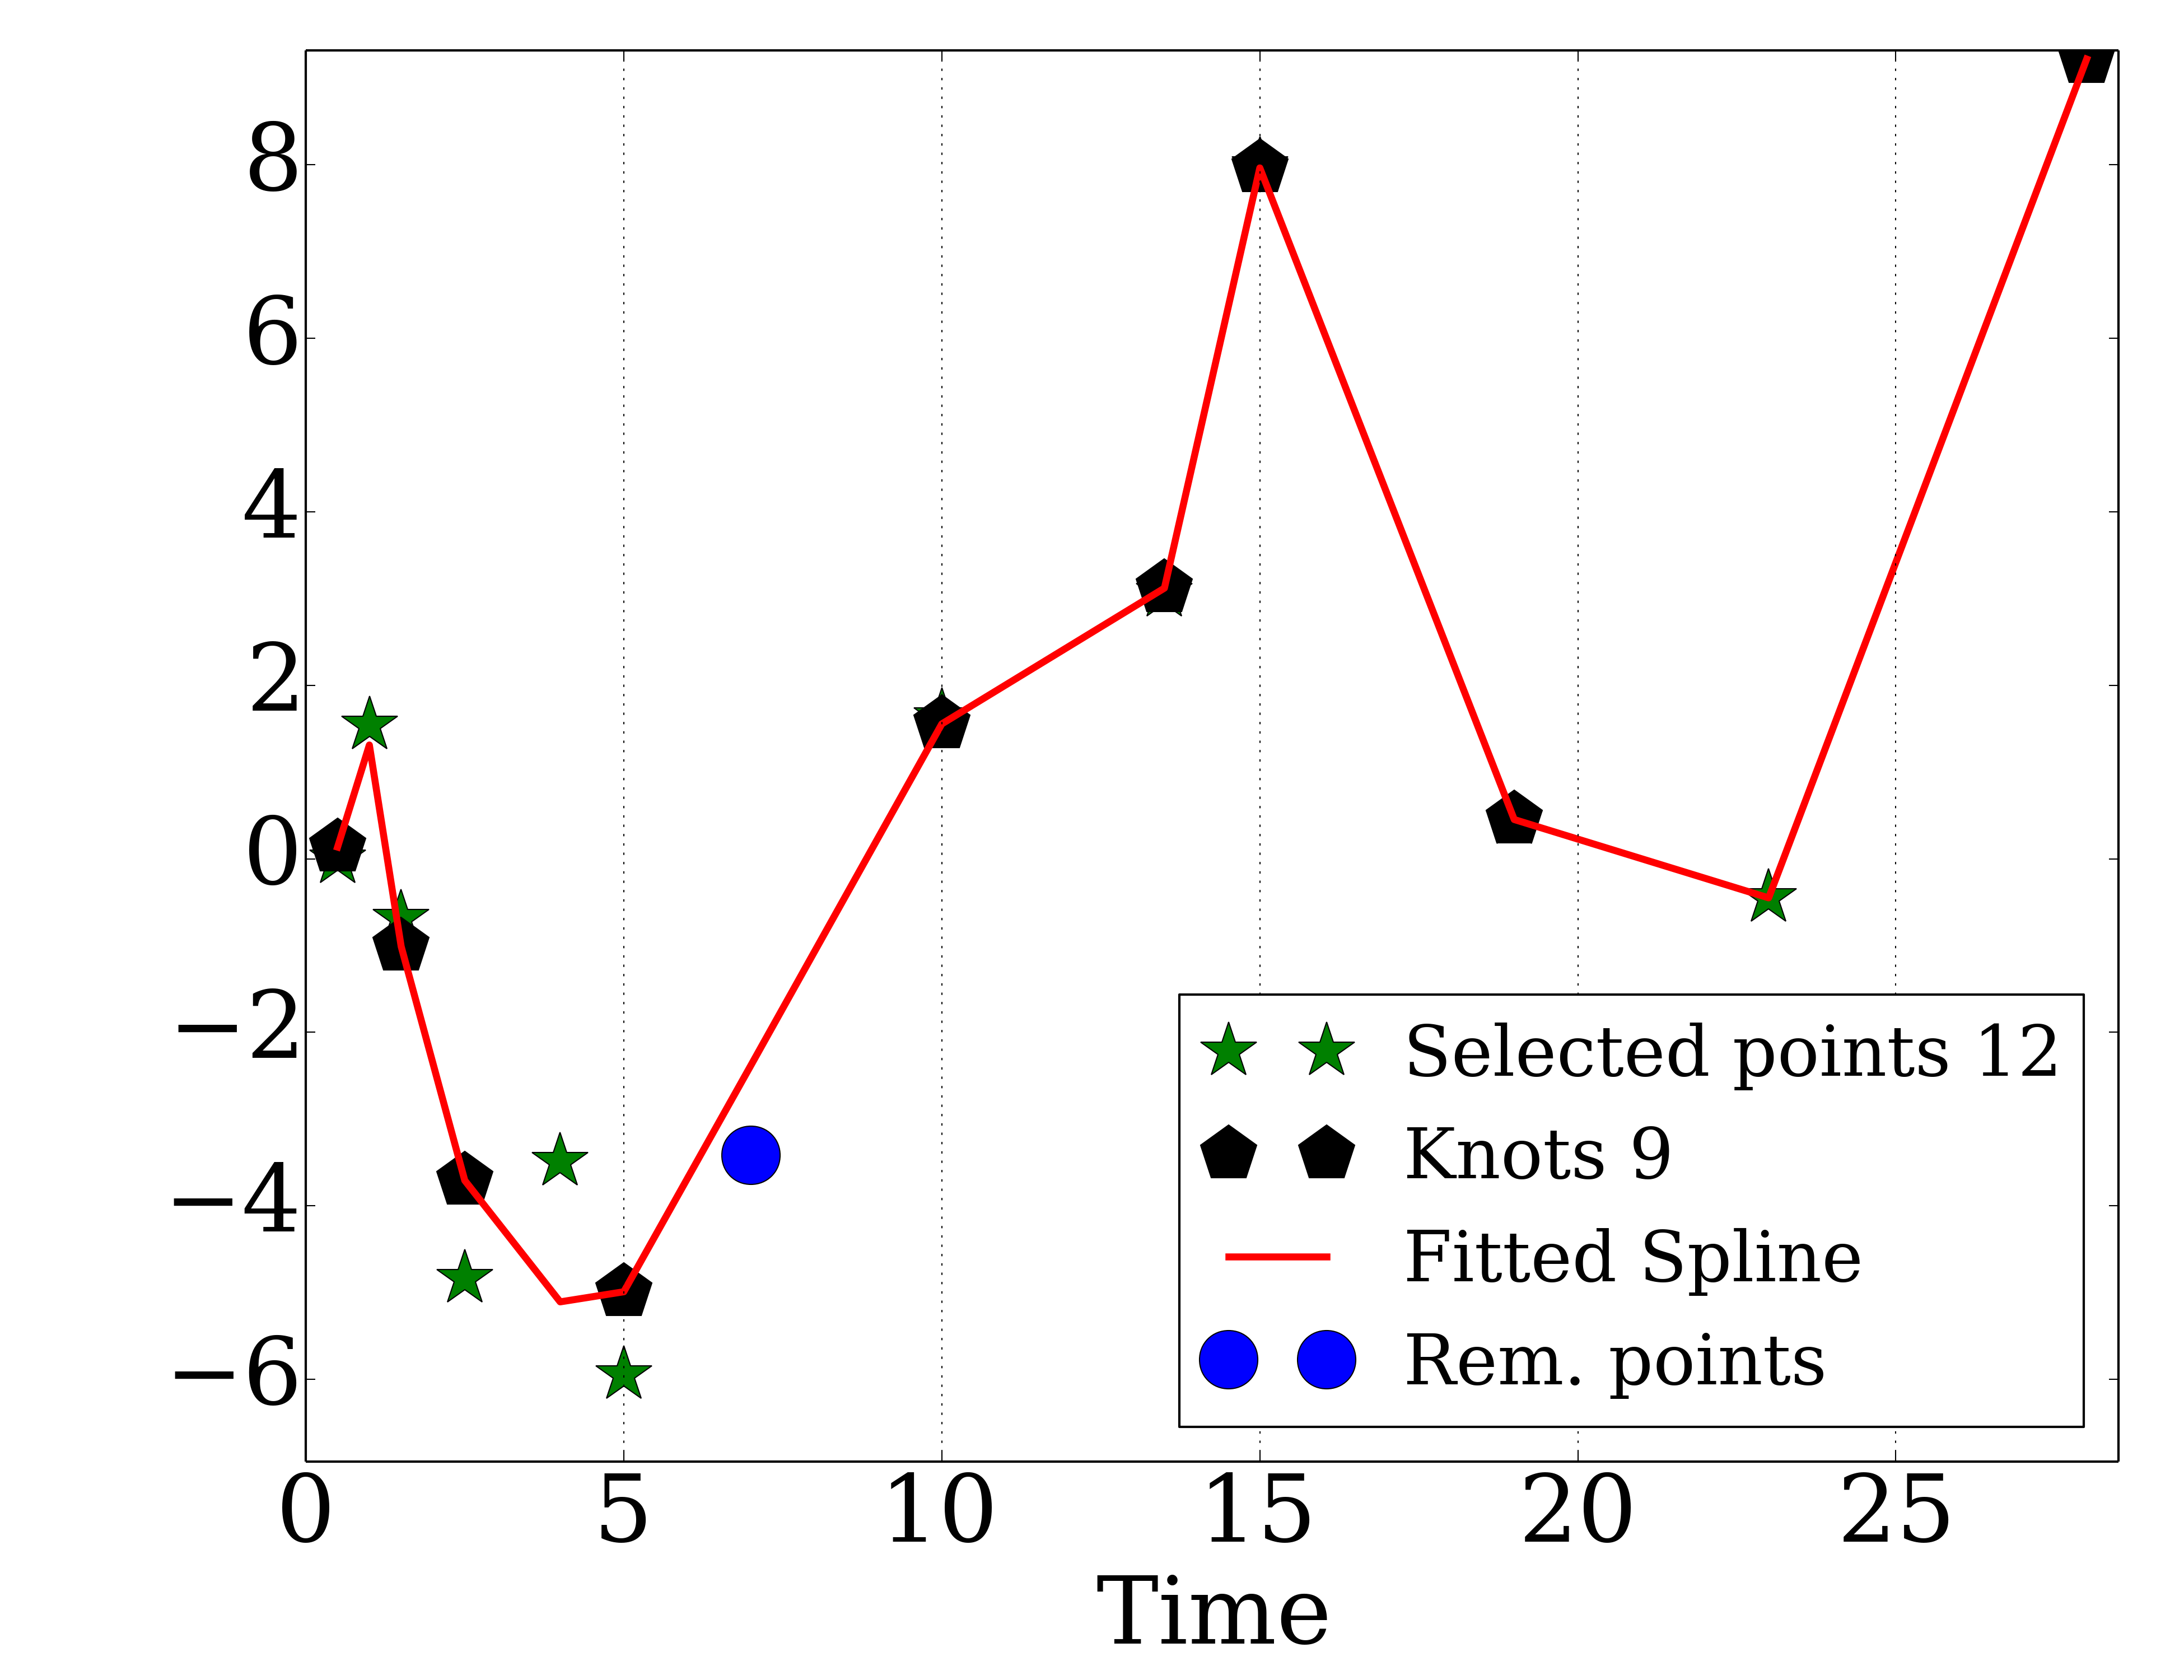 8
6
4
2
0
−2
−4
−6
Selected points 12
Knots 9
Fitted Spline
Rem. points
0 5 10 15 20 25
Time